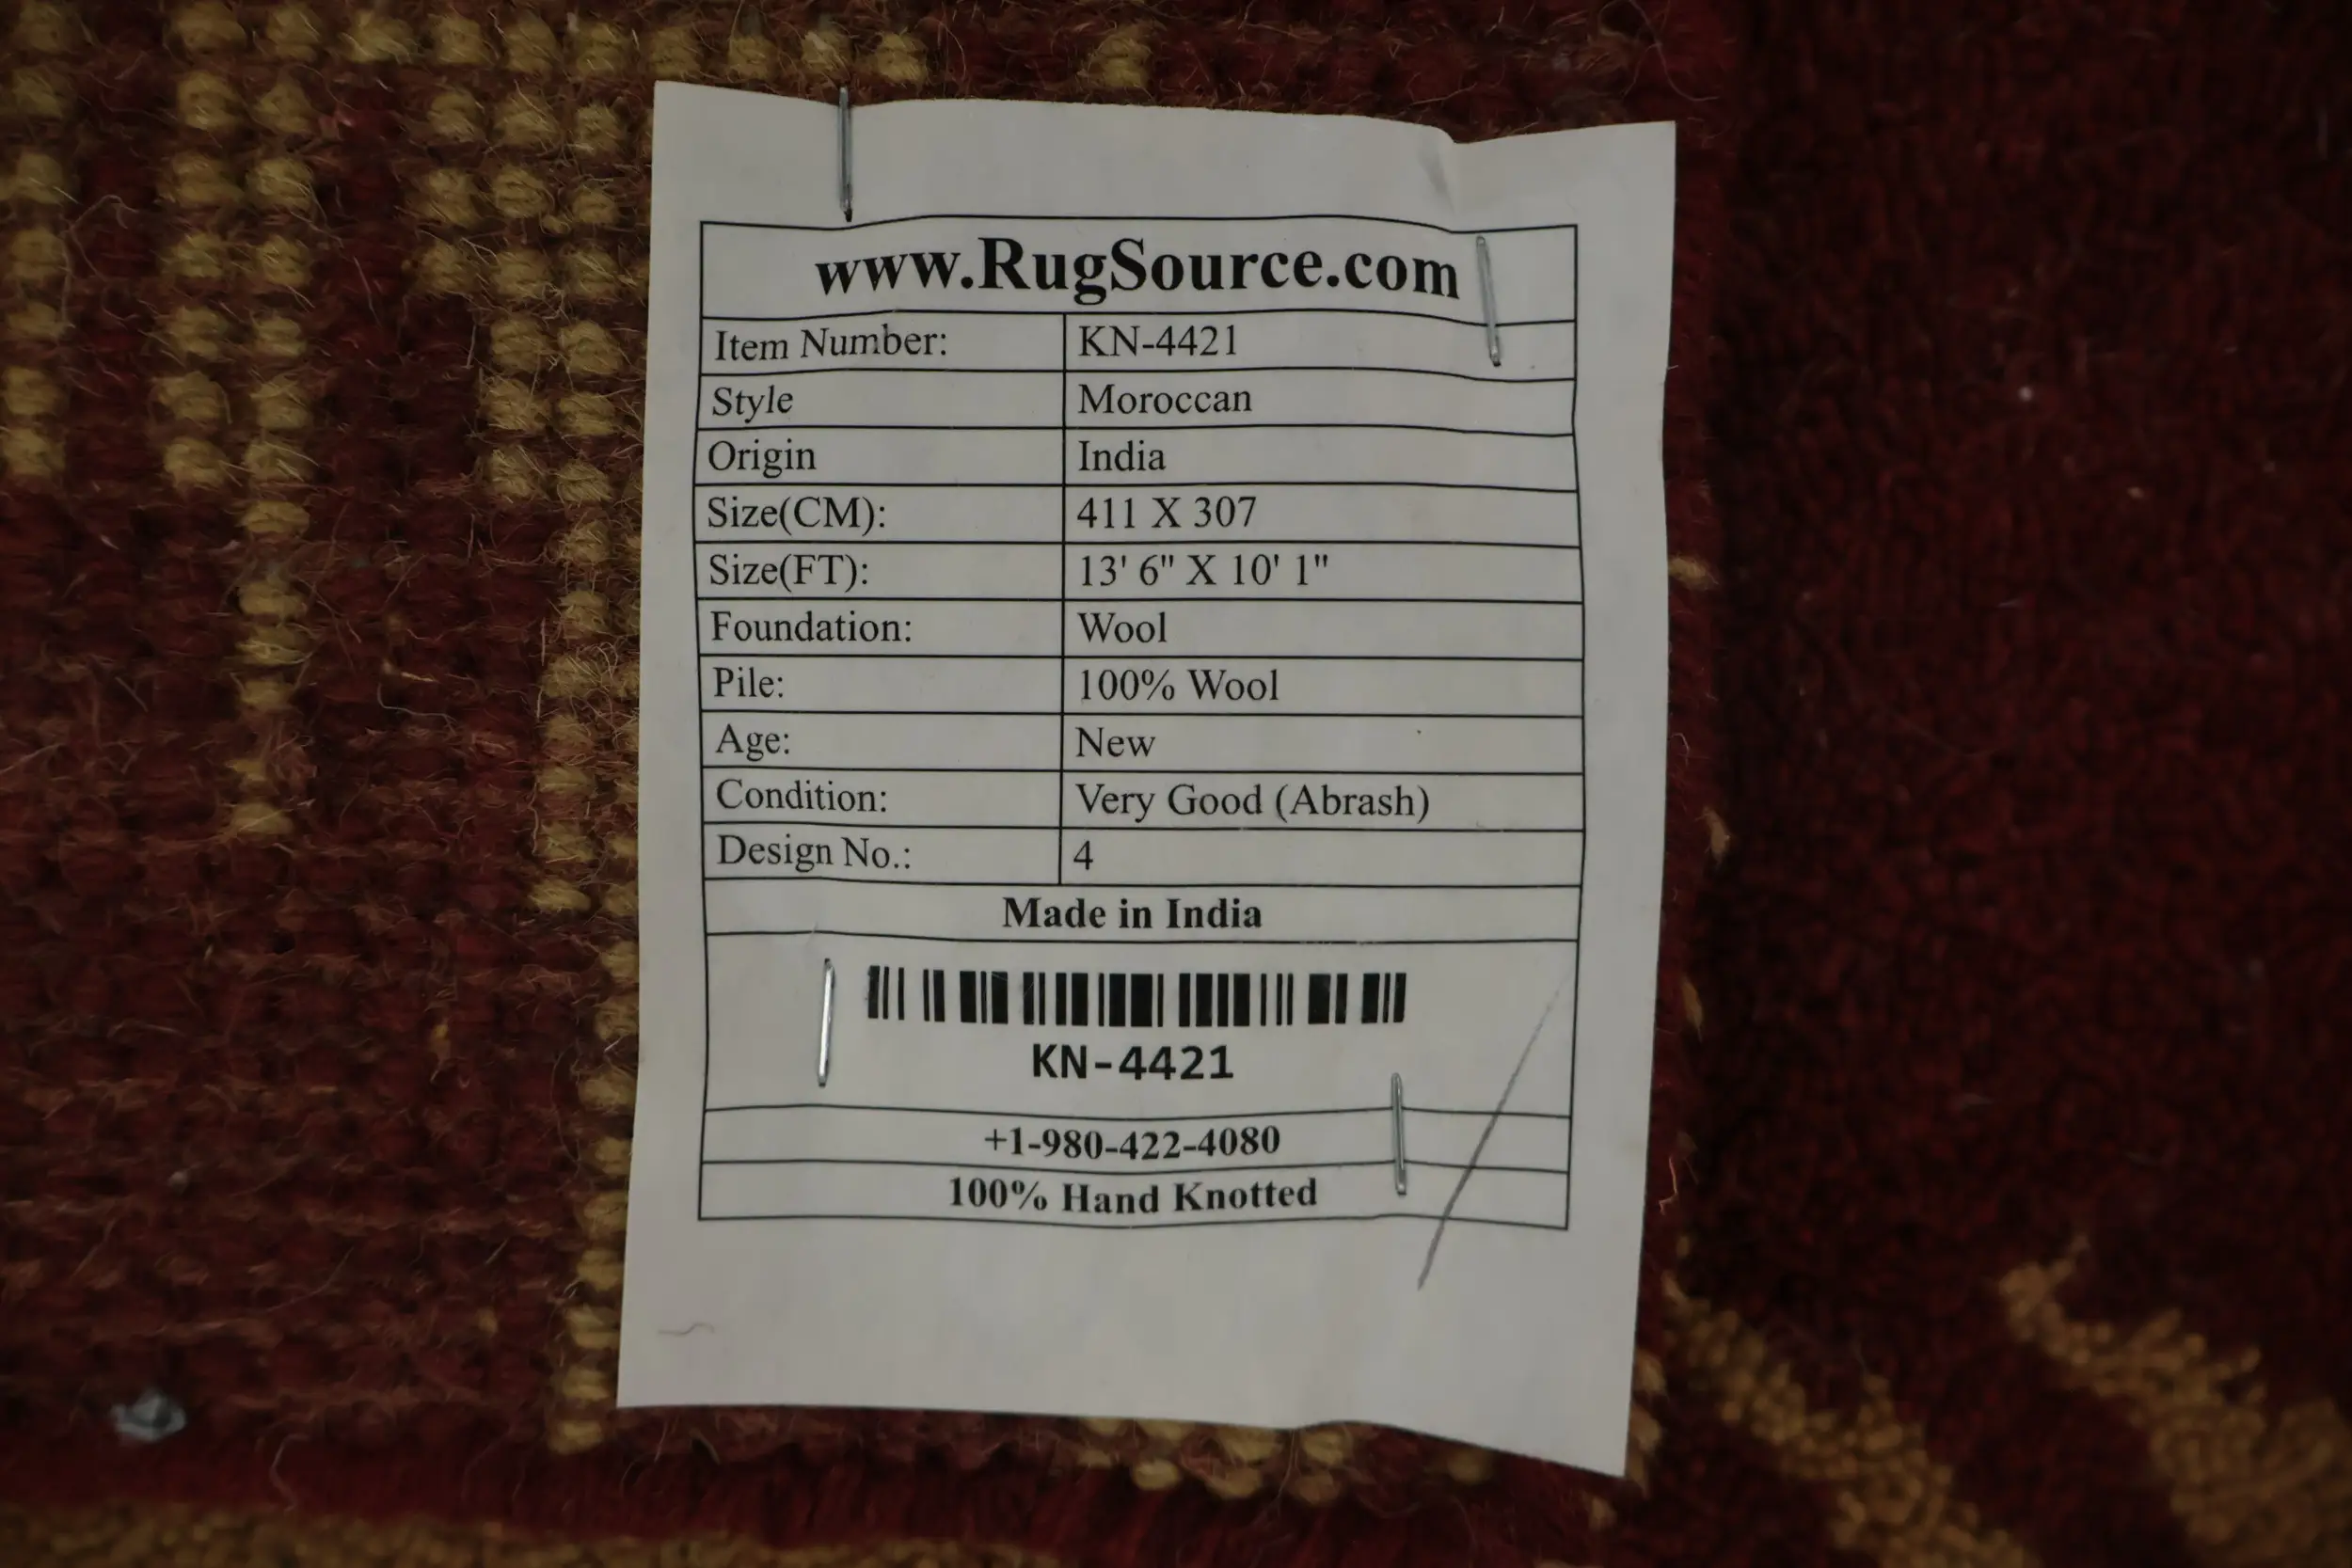 www.RugSource.com
Item Number: KN-4421
Style Moroccan
Origin India
Size(CM): 411 X 307
Size(FT): 13' 6" X 10' 1"
Foundation: Wool
Pile: 100% Wool
Age: New
Condition: Very Good (Abrash)
Design No.: 4
Made in India
KN-4421
+1-980-422-4080
100% Hand Knotted